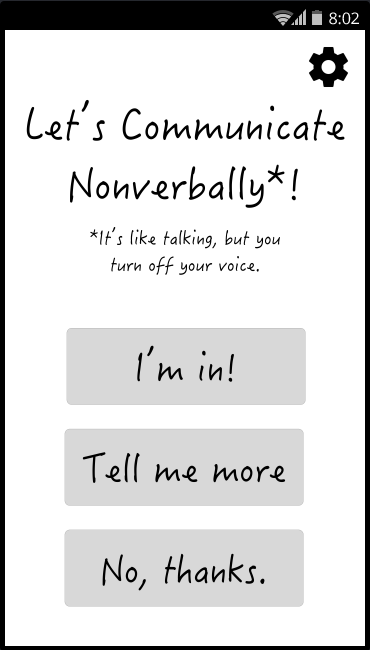 8:02
Let's Communicate
Nonverbally*!
*It's like talking, but you
turn off your voice.
I'm in!
Tell me more
No, thanks.